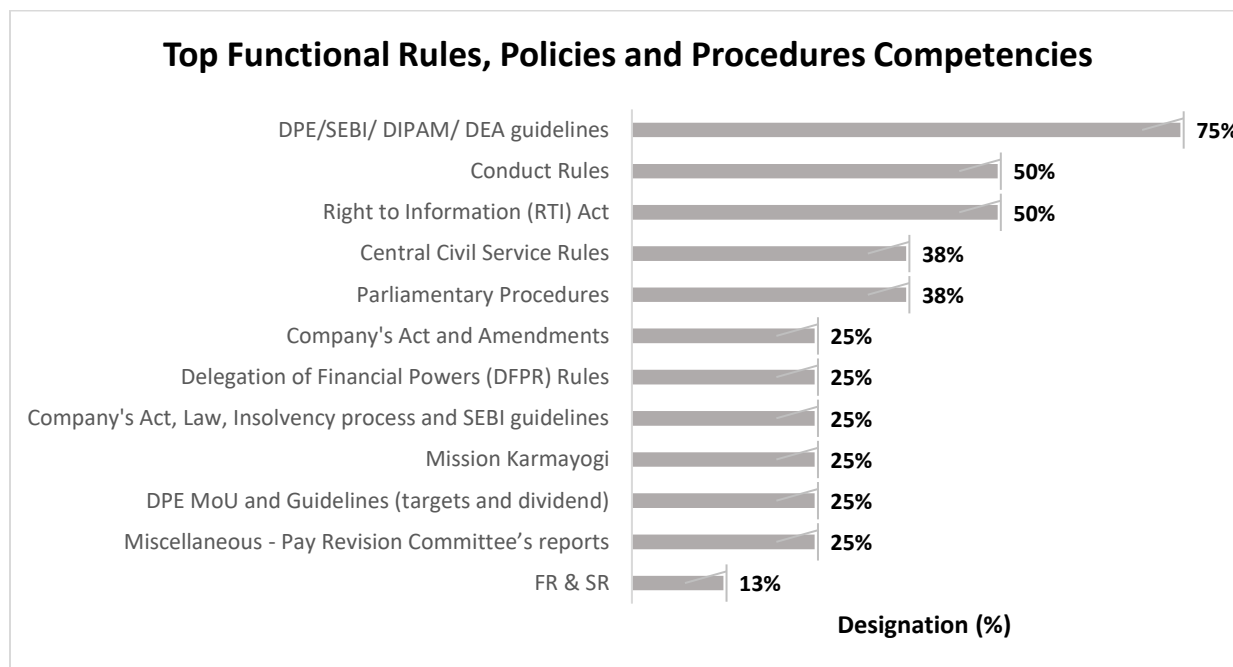 Top Functional Rules, Policies and Procedures Competencies
DPE/SEBI/ DIPAM/ DEA guidelines 75%
Conduct Rules 50%
Right to Information (RTI) Act 50%
Central Civil Service Rules 38%
Parliamentary Procedures 38%
Company's Act and Amendments 25%
Delegation of Financial Powers (DFPR) Rules 25%
Company's Act, Law, Insolvency process and SEBI guidelines 25%
Mission Karmayogi 25%
DPE MoU and Guidelines (targets and dividend) 25%
Miscellaneous - Pay Revision Committee’s reports 25%
FR & SR 13%
Designation (%)